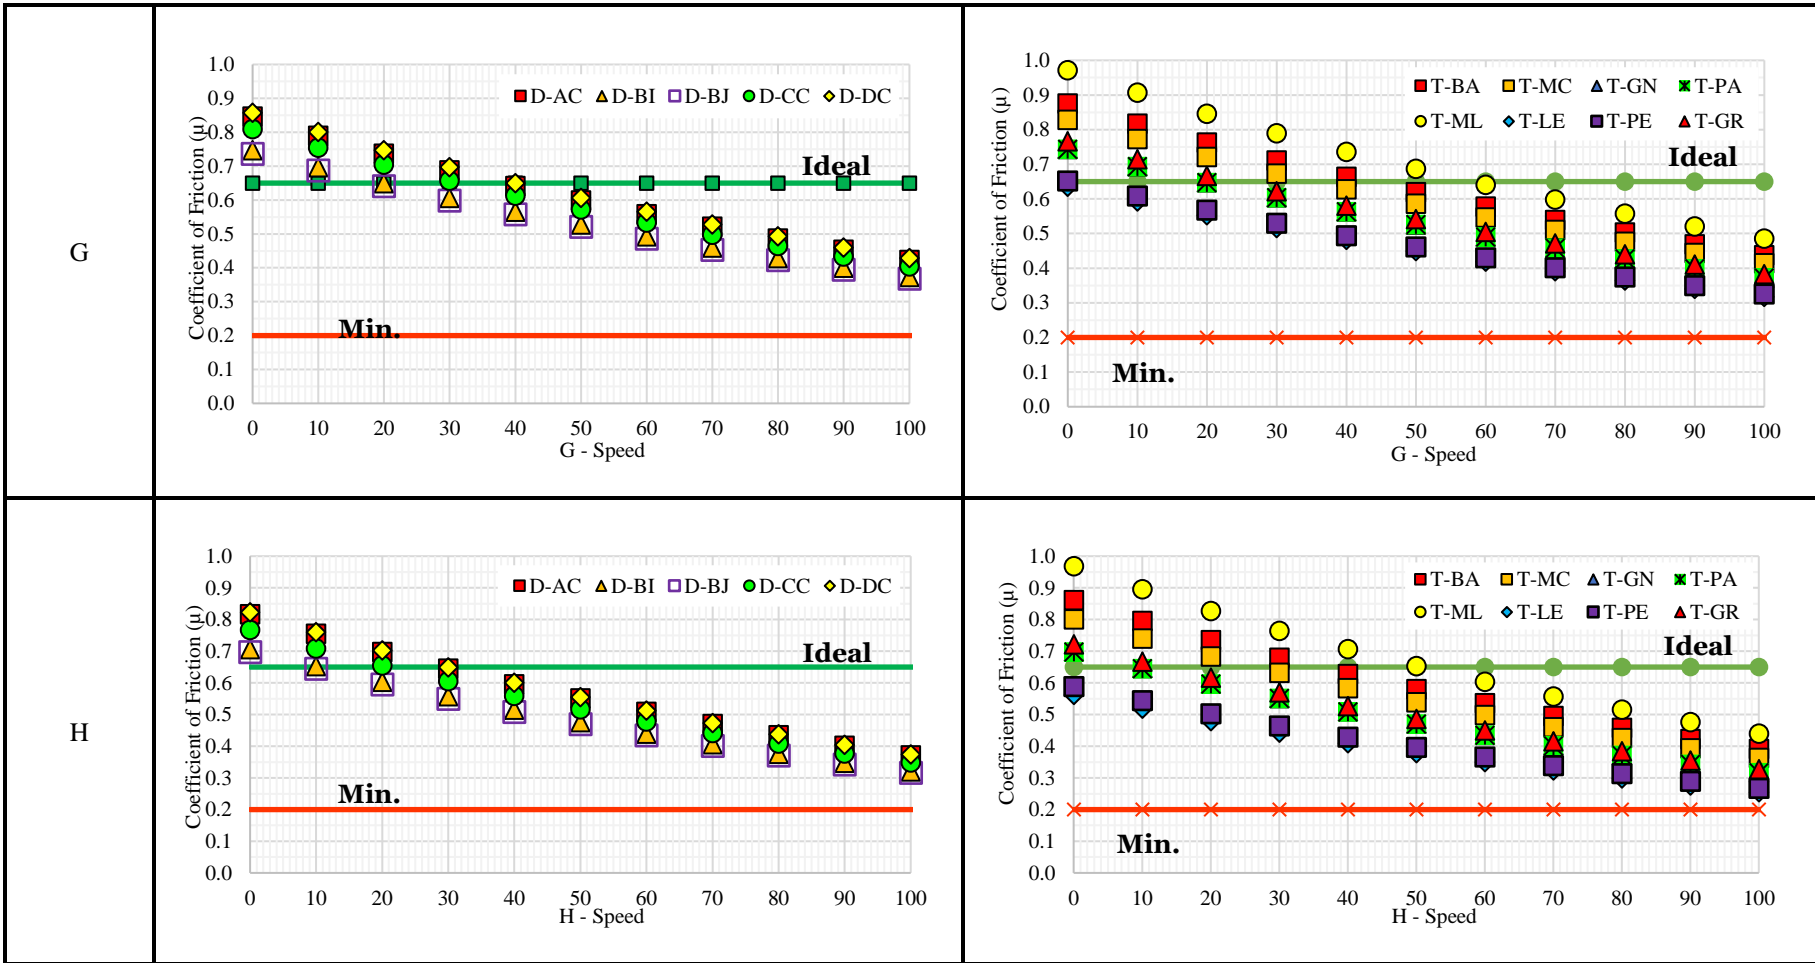 G
1.0
0.9
0.8
0.7
0.6
0.5
0.4
0.3
0.2
0.1
0.0
Coefficient of Friction (μ)
D-AC D-BI D-BJ D-CC D-DC
Ideal
Min.
0 10 20 30 40 50 60 70 80 90 100
G - Speed
1.0
0.9
0.8
0.7
0.6
0.5
0.4
0.3
0.2
0.1
0.0
Coefficient of Friction (μ)
T-BA T-MC T-GN T-PA
T-ML T-LE T-PE T-GR
Ideal
Min.
0 10 20 30 40 50 60 70 80 90 100
G - Speed
H
1.0
0.9
0.8
0.7
0.6
0.5
0.4
0.3
0.2
0.1
0.0
Coefficient of Friction (μ)
D-AC D-BI D-BJ D-CC D-DC
Ideal
Min.
0 10 20 30 40 50 60 70 80 90 100
H - Speed
1.0
0.9
0.8
0.7
0.6
0.5
0.4
0.3
0.2
0.1
0.0
Coefficient of Friction (μ)
T-BA T-MC T-GN T-PA
T-ML T-LE T-PE T-GR
Ideal
Min.
0 10 20 30 40 50 60 70 80 90 100
H - Speed